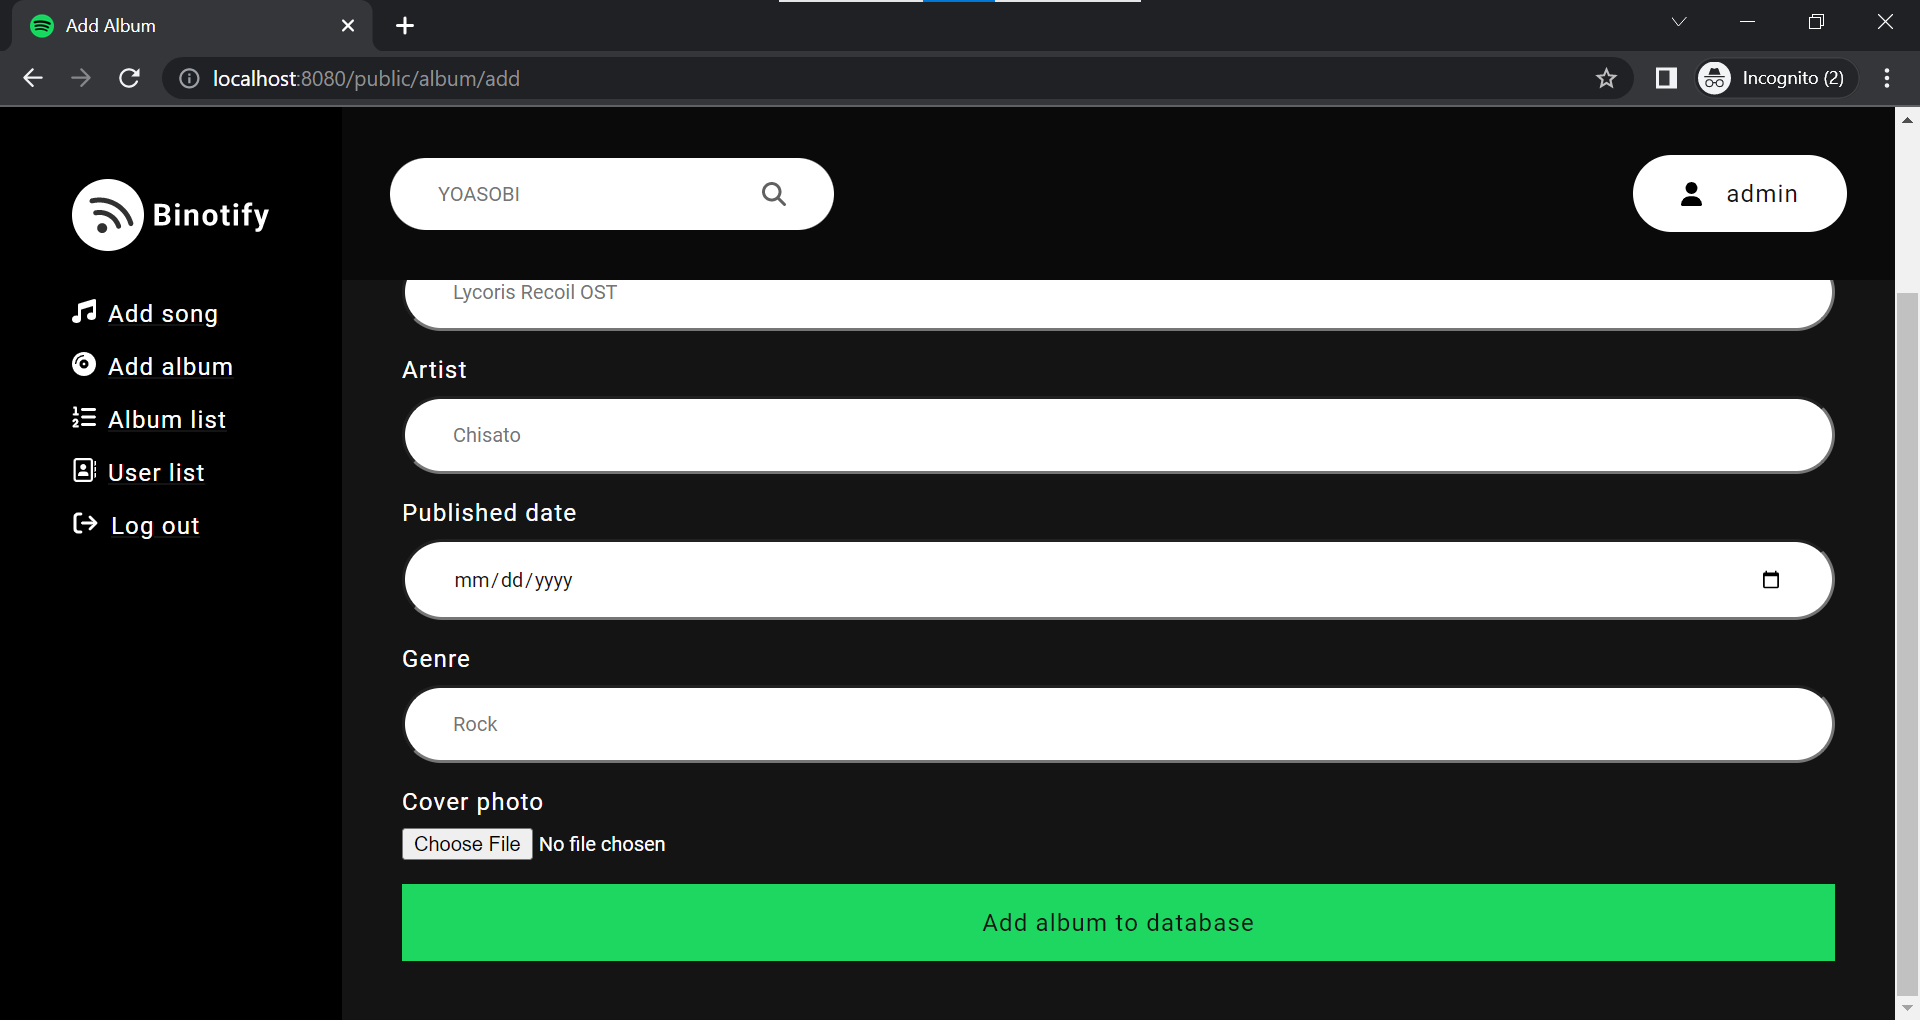 Add Album
localhost:8080/public/album/add
Incognito (2)
Binotify
YOASOBI
admin
Add song
Add album
Album list
User list
Log out
Lycoris Recoil OST
Artist
Chisato
Published date
mm/dd/yyyy
Genre
Rock
Cover photo
Choose File No file chosen
Add album to database